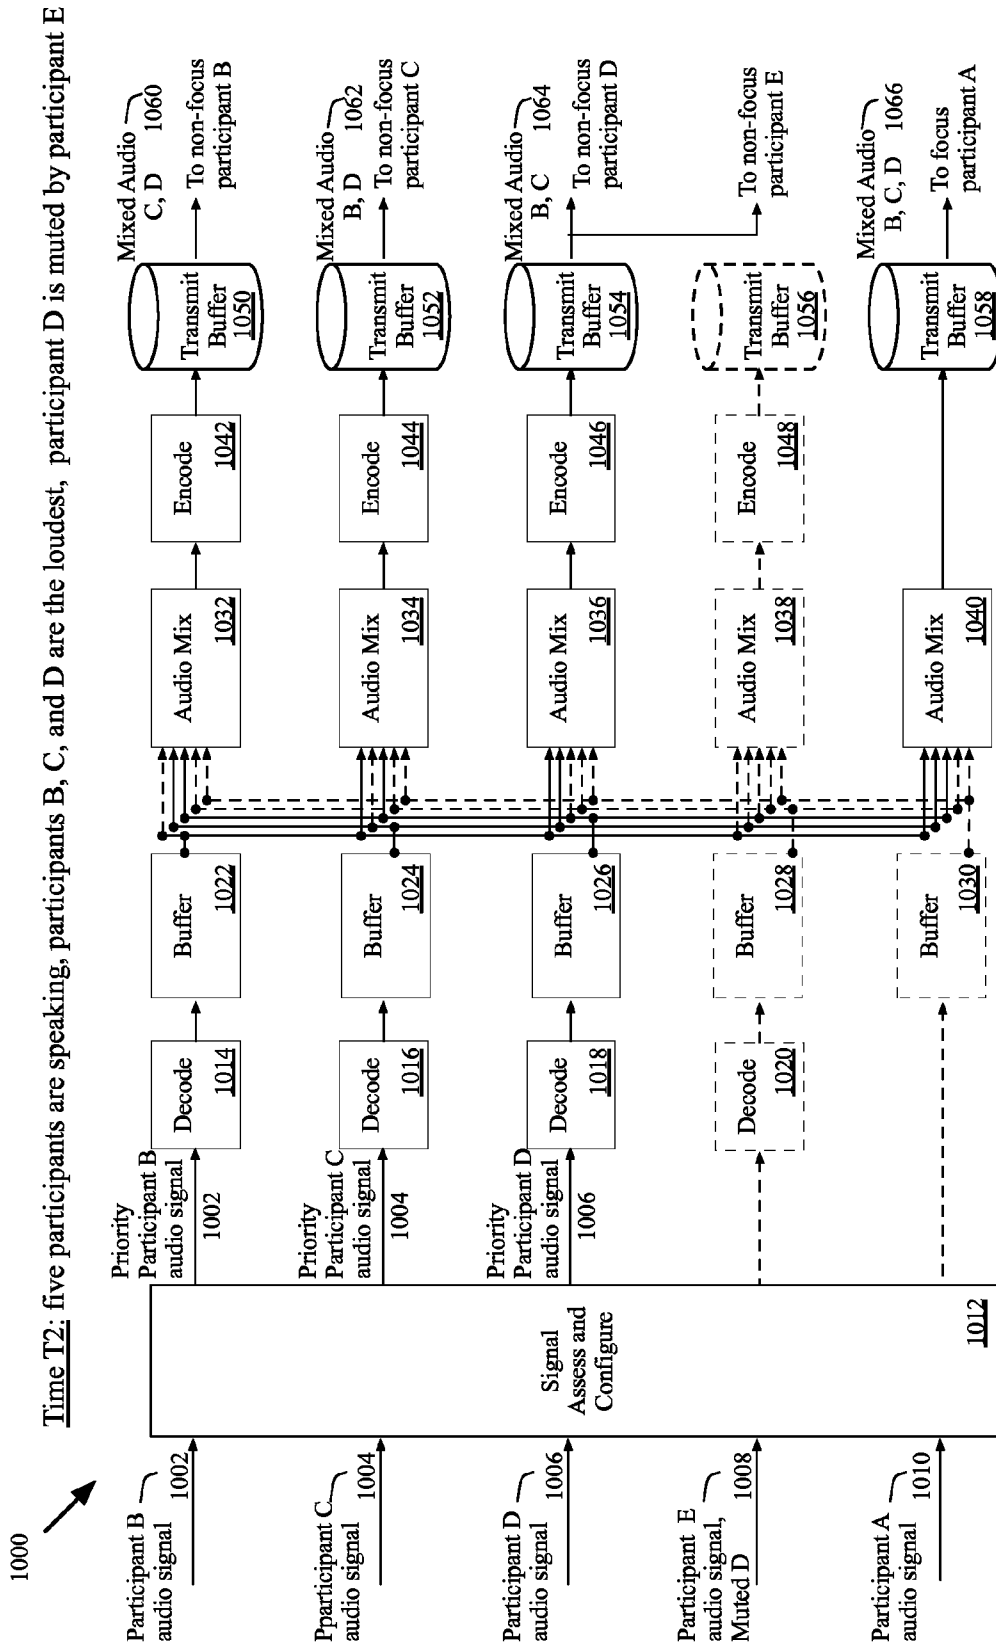 1000
Time T2: five participants are speaking, participants B, C, and D are the loudest, participant D is muted by participant E
Participant B
audio signal
1002
Pparticipant C
audio signal
1004
Participant D
audio signal
1006
Participant E
audio signal,
Muted D
1008
Participant A
audio signal
1010
Signal
Assess and
Configure
1012
Priority
Participant B
audio signal
1002
Priority
Participant C
audio signal
1004
Priority
Participant D
audio signal
1006
Decode
1014
Decode
1016
Decode
1018
Decode
1020
Buffer
1022
Buffer
1024
Buffer
1026
Buffer
1028
Buffer
1030
Audio Mix
1032
Audio Mix
1034
Audio Mix
1036
Audio Mix
1038
Audio Mix
1040
Encode
1042
Encode
1044
Encode
1046
Encode
1048
Transmit
Buffer
1050
Transmit
Buffer
1052
Transmit
Buffer
1054
Transmit
Buffer
1056
Transmit
Buffer
1058
Mixed Audio
C, D 1060
To non-focus
participant B
Mixed Audio
B, D 1062
To non-focus
participant C
Mixed Audio
B, C 1064
To non-focus
participant D
To non-focus
participant E
Mixed Audio
B, C, D 1066
To focus
participant A